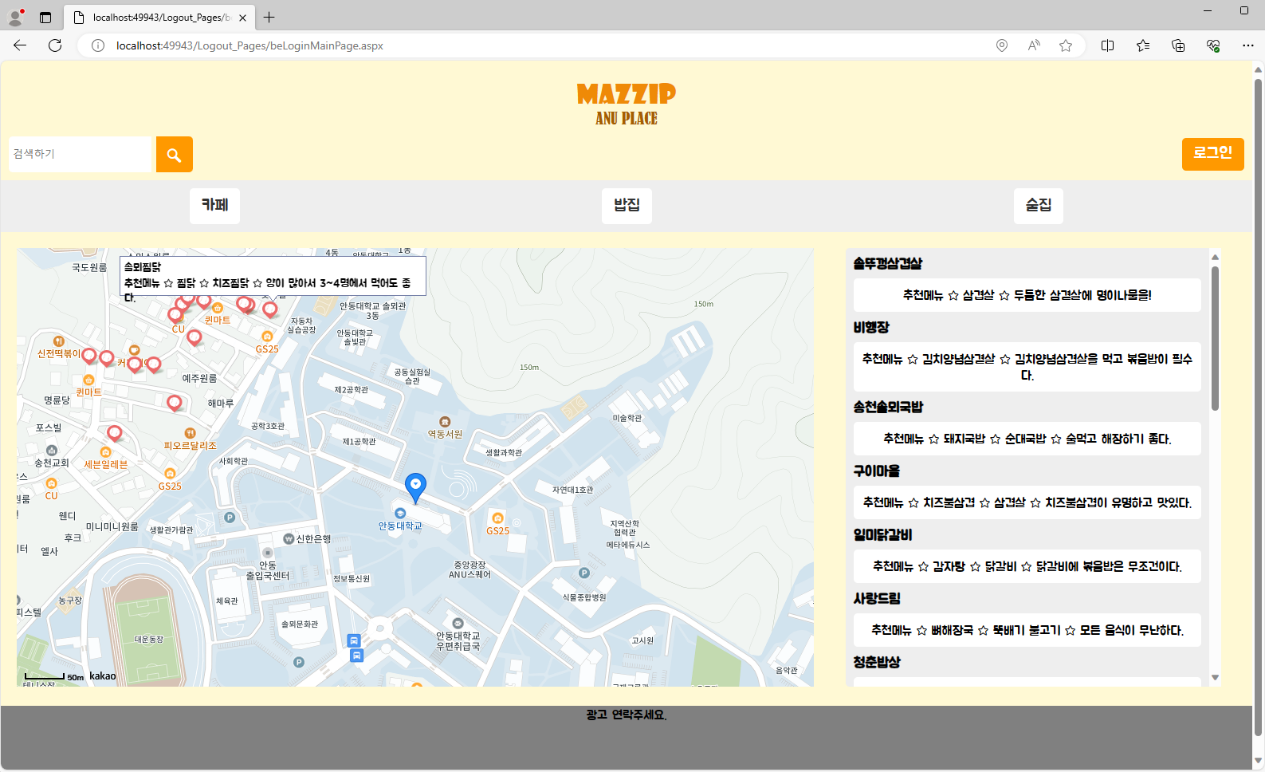 localhost:49943/Logout_Pages/b
localhost:49943/Logout_Pages/beLoginMainPage.aspx
MAZZIP
ANU PLACE
검색하기
로그인
카페
밥집
술집
솔뫼찜닭
추천메뉴 ☆ 찜닭 ☆ 치즈찜닭 ☆ 양이 많아서 3~4명에서 먹어도 좋
다.
국도원룸
4동
1동
안동대학교 솔뫼관
3동
자동차
실습공장
안동대학교
솔빛관
CU
퀸마트
GS25
신전떡볶이
퀸마트
예주원룸
해마루
명륜당
포스빌
송천교회
세븐일레븐
피오르달리조
CU
GS25
웬디
후크
엘사
미니미니원룸
공동실험실
습관
제2공학관
공학3호관
제1공학관
사회학관
역동서원
생활과학관
미술학관
자연대1호관
150m
150m
생활관가람관
안동대학교
GS25
지역산학
협력관
메타에듀시스
신한은행
안동
출입국센터
정보통신원
중앙광장
ANU스퀘어
식물종합병원
체육관
솔뫼문화관
농구장
대운동장
안동대학교
우편취급국
고시원
음악관
50m
kakao
솔뚜껑삼겹살
추천메뉴 ☆ 삼겹살 ☆ 두툼한 삼겹살에 명이나물을!
비행장
추천메뉴 ☆ 김치양념삼겹살 ☆ 김치양념삼겹살을 먹고 볶음밥이 필수
다.
송천솔뫼국밥
추천메뉴 ☆ 돼지국밥 ☆ 순대국밥 ☆ 술먹고 해장하기 좋다.
구이마을
추천메뉴 ☆ 치즈불삼겹 ☆ 삼겹살 ☆ 치즈불삼겹이 유명하고 맛있다.
일미닭갈비
추천메뉴 ☆ 감자탕 ☆ 닭갈비 ☆ 닭갈비에 볶음밥은 무조건이다.
사랑드림
추천메뉴 ☆ 뼈해장국 ☆ 뚝배기 불고기 ☆ 모든 음식이 무난하다.
청춘밥상
광고 연락주세요.